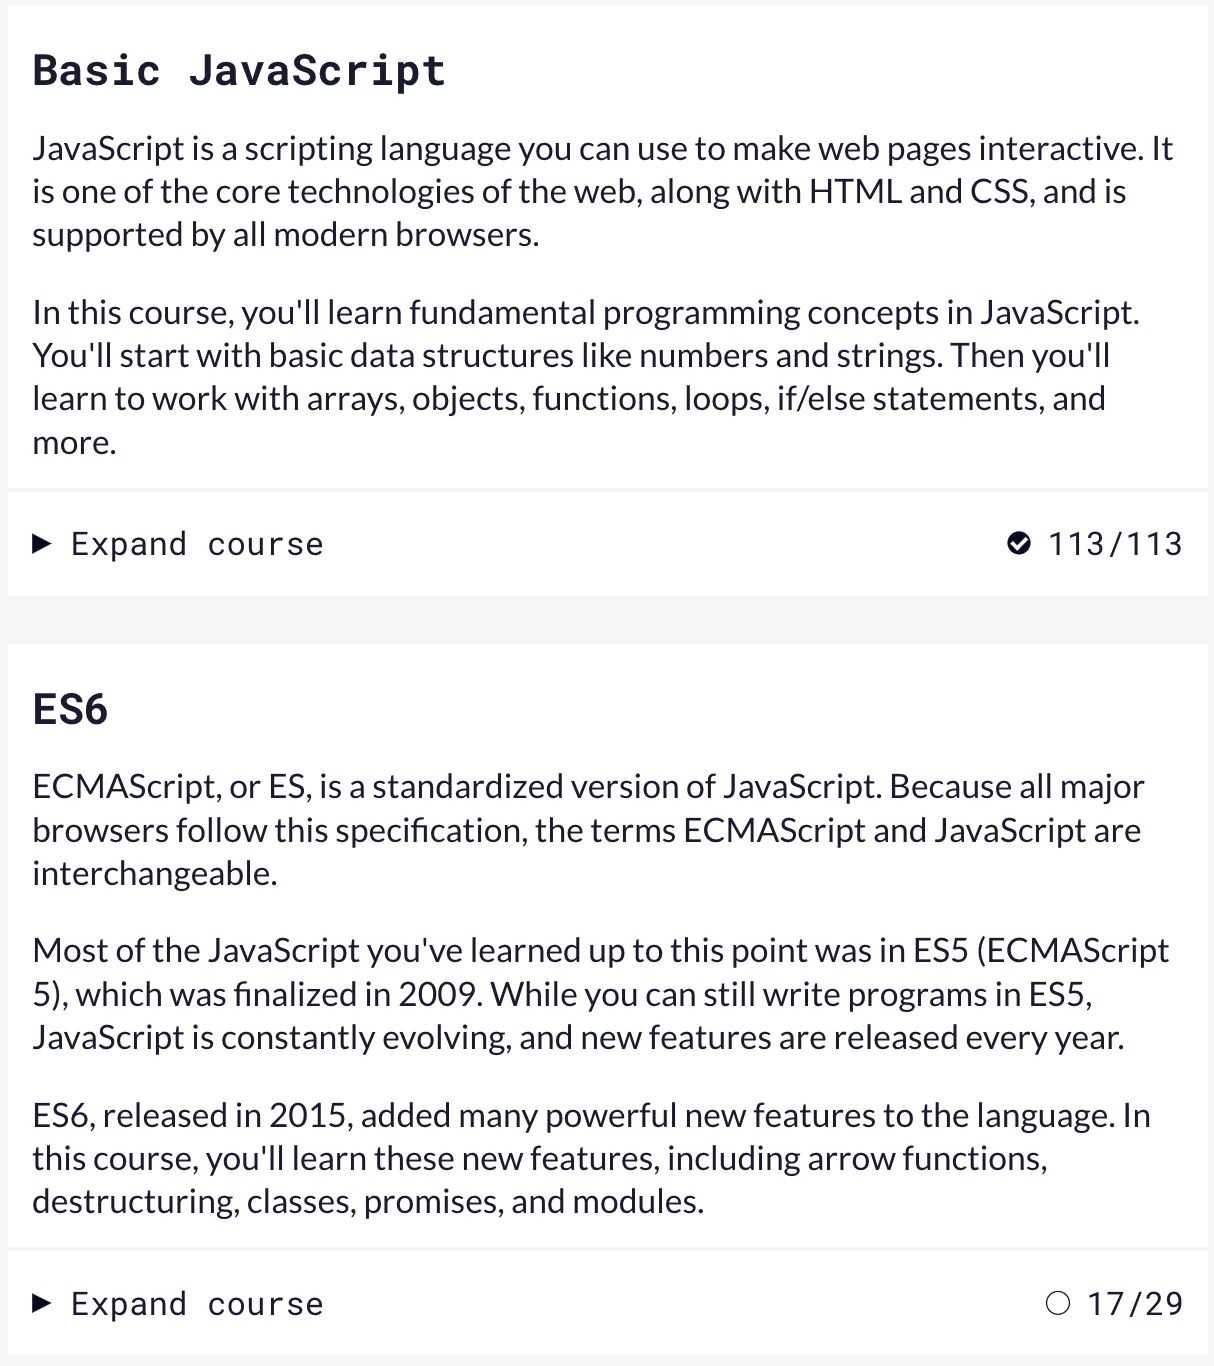 Basic JavaScript
JavaScript is a scripting language you can use to make web pages interactive. It
is one of the core technologies of the web, along with HTML and CSS, and is
supported by all modern browsers.
In this course, you'll learn fundamental programming concepts in JavaScript.
You'll start with basic data structures like numbers and strings. Then you'll
learn to work with arrays, objects, functions, loops, if/else statements, and
more.
Expand course 113/113
ES6
ECMAScript, or ES, is a standardized version of JavaScript. Because all major
browsers follow this specification, the terms ECMAScript and JavaScript are
interchangeable.
Most of the JavaScript you've learned up to this point was in ES5 (ECMAScript
5), which was finalized in 2009. While you can still write programs in ES5,
JavaScript is constantly evolving, and new features are released every year.
ES6, released in 2015, added many powerful new features to the language. In
this course, you'll learn these new features, including arrow functions,
destructuring, classes, promises, and modules.
Expand course 17/29